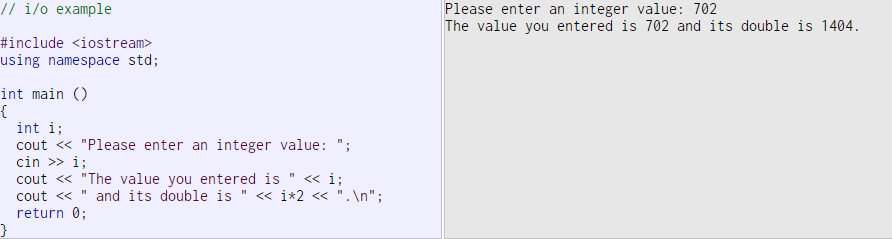 // i/o example

#include <iostream>
using namespace std;

int main ()
{
  int i;
  cout << "Please enter an integer value: ";
  cin >> i;
  cout << "The value you entered is " << i;
  cout << " and its double is " << i*2 << ".\n";
  return 0;
}
Please enter an integer value: 702
The value you entered is 702 and its double is 1404.